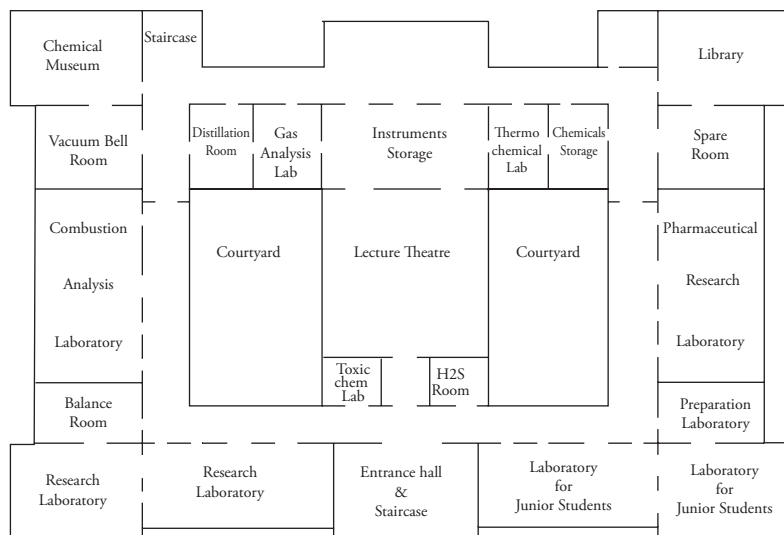 Chemical
Museum
Staircase
Library
Vacuum Bell
Room
Distillation
Room
Gas
Analysis
Lab
Instruments
Storage
Thermo
chemical
Lab
Chemicals
Storage
Spare
Room
Combustion
Analysis
Laboratory
Courtyard
Lecture Theatre
Courtyard
Pharmaceutical
Research
Laboratory
Balance
Room
Toxic
chem
Lab
H2S
Room
Preparation
Laboratory
Research
Laboratory
Research
Laboratory
Entrance hall
&
Staircase
Laboratory
for
Junior Students
Laboratory
for
Junior Students